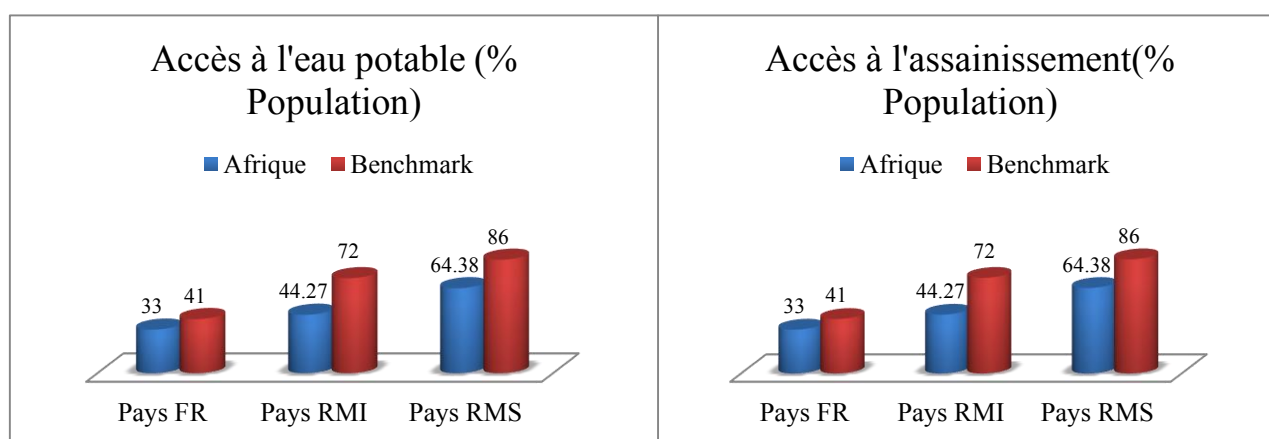 Accès à l'eau potable (%
Population)
Afrique Benchmark
33 41 44.27 72 64.38 86
Pays FR Pays RMI Pays RMS
Accès à l'assainissement(%
Population)
Afrique Benchmark
33 41 44.27 72 64.38 86
Pays FR Pays RMI Pays RMS